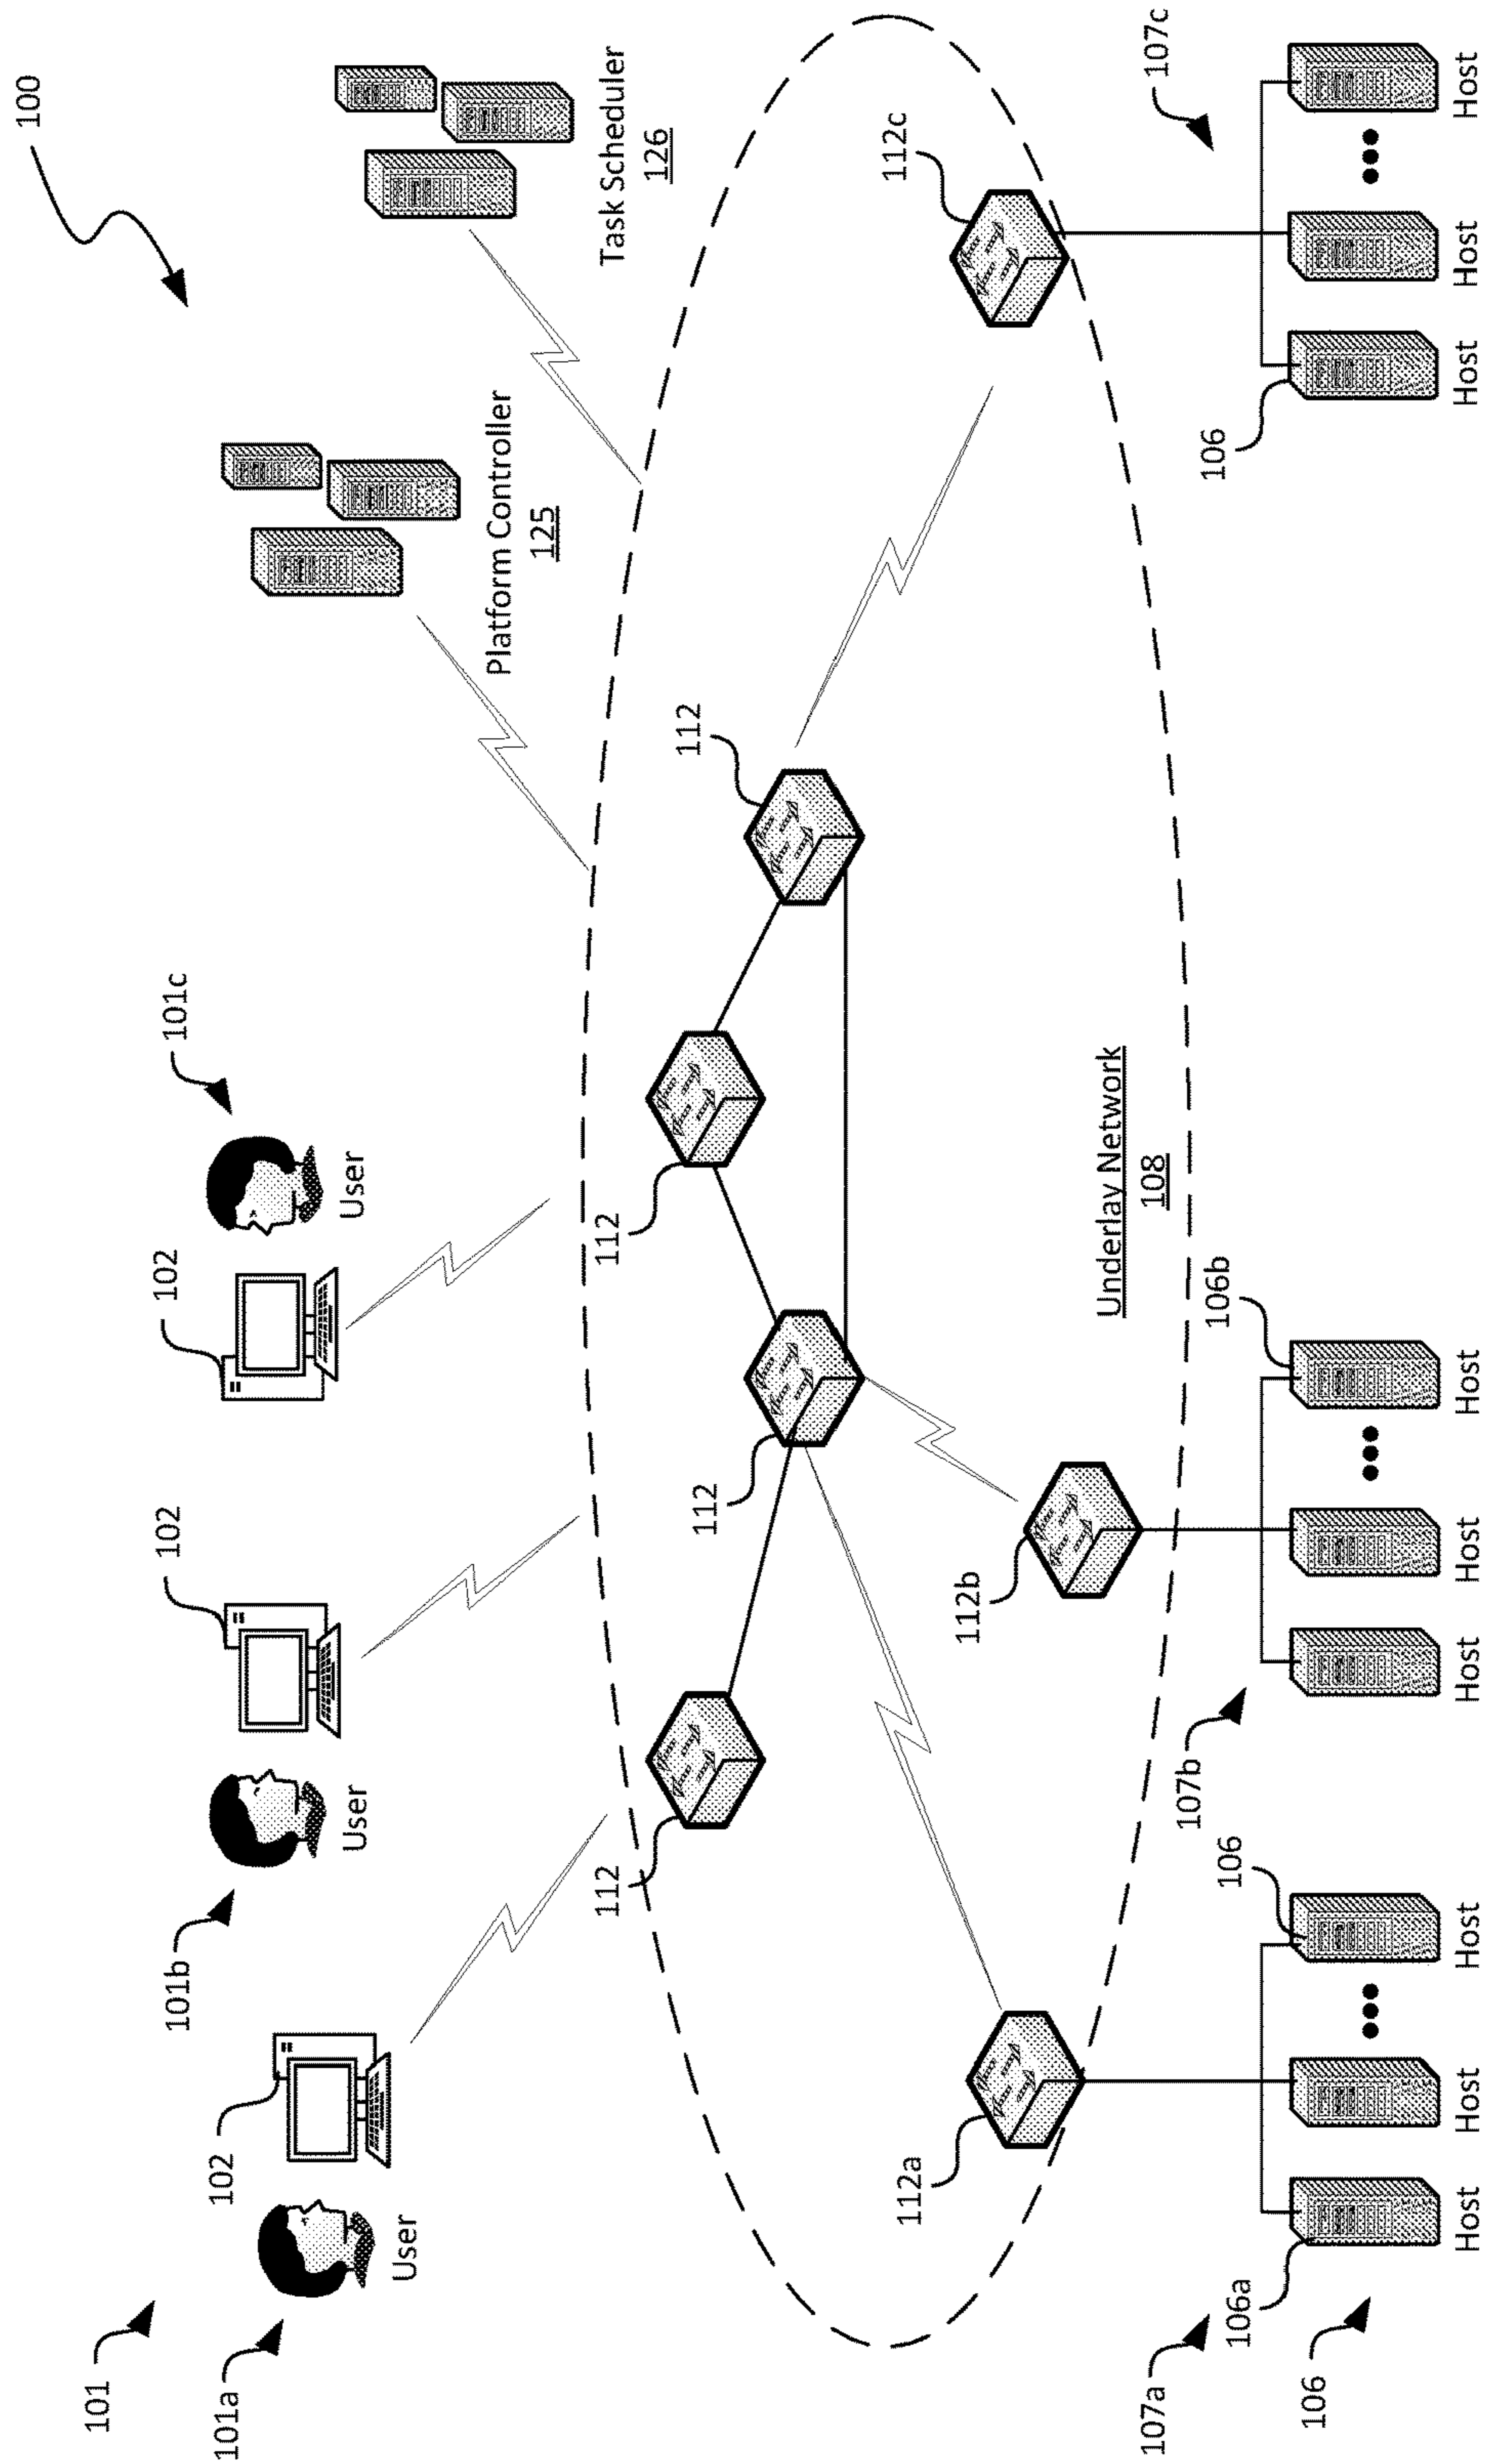 100
101
101a
User
102
101b
User
102
102
User
101c
Platform Controller
125
Task Scheduler
126
112
112
112
112
112a
112b
112c
Underlay Network
108
107a
106a
106
106
Host
Host
Host
107b
106b
Host
Host
Host
107c
106
Host
Host
Host